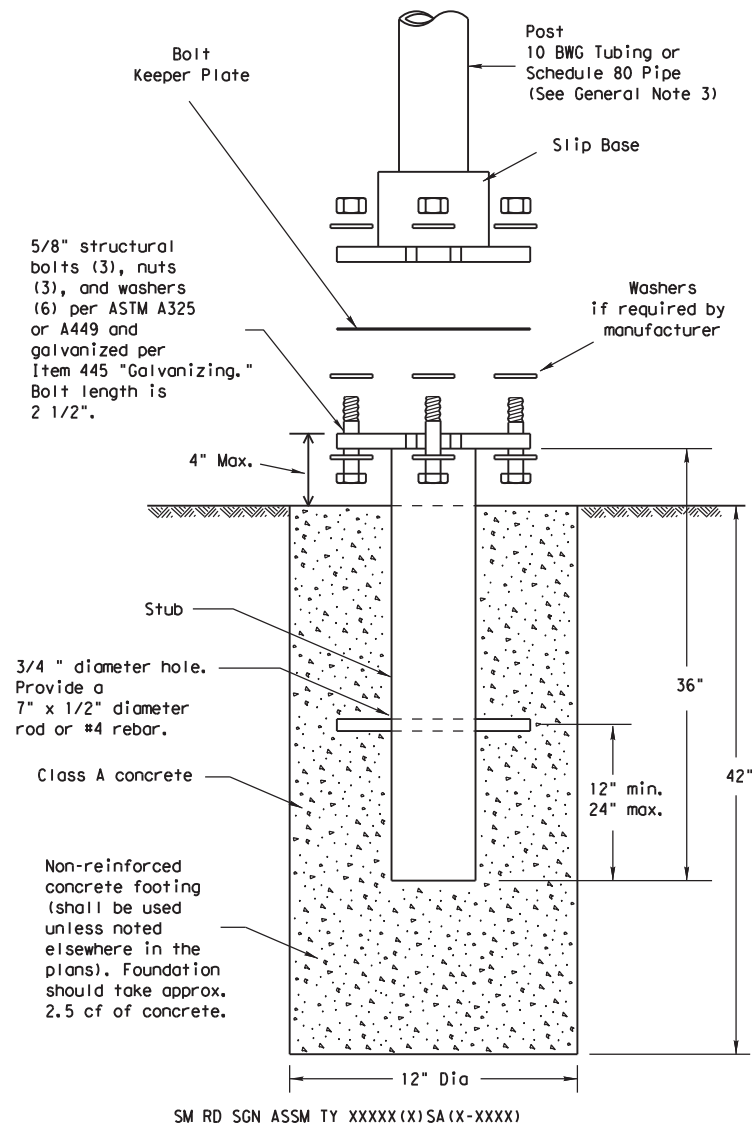 Post
10 BWG Tubing or
Schedule 80 Pipe
(See General Note 3)
Bolt
Keeper Plate
Slip Base
5/8" structural
bolts (3), nuts
(3), and washers
(6) per ASTM A325
or A449 and
galvanized per
Item 445 "Galvanizing."
Bolt length is
2 1/2".
Washers
if required by
manufacturer
4" Max.
Stub
3/4 " diameter hole.
Provide a
7" x 1/2" diameter
rod or #4 rebar.
36"
Class A concrete
12" min.
24" max.
42"
Non-reinforced
concrete footing
(shall be used
unless noted
elsewhere in the
plans). Foundation
should take approx.
2.5 cf of concrete.
12" Dia
SM RD SGN ASSM TY XXXXX(X)SA(X-XXXX)